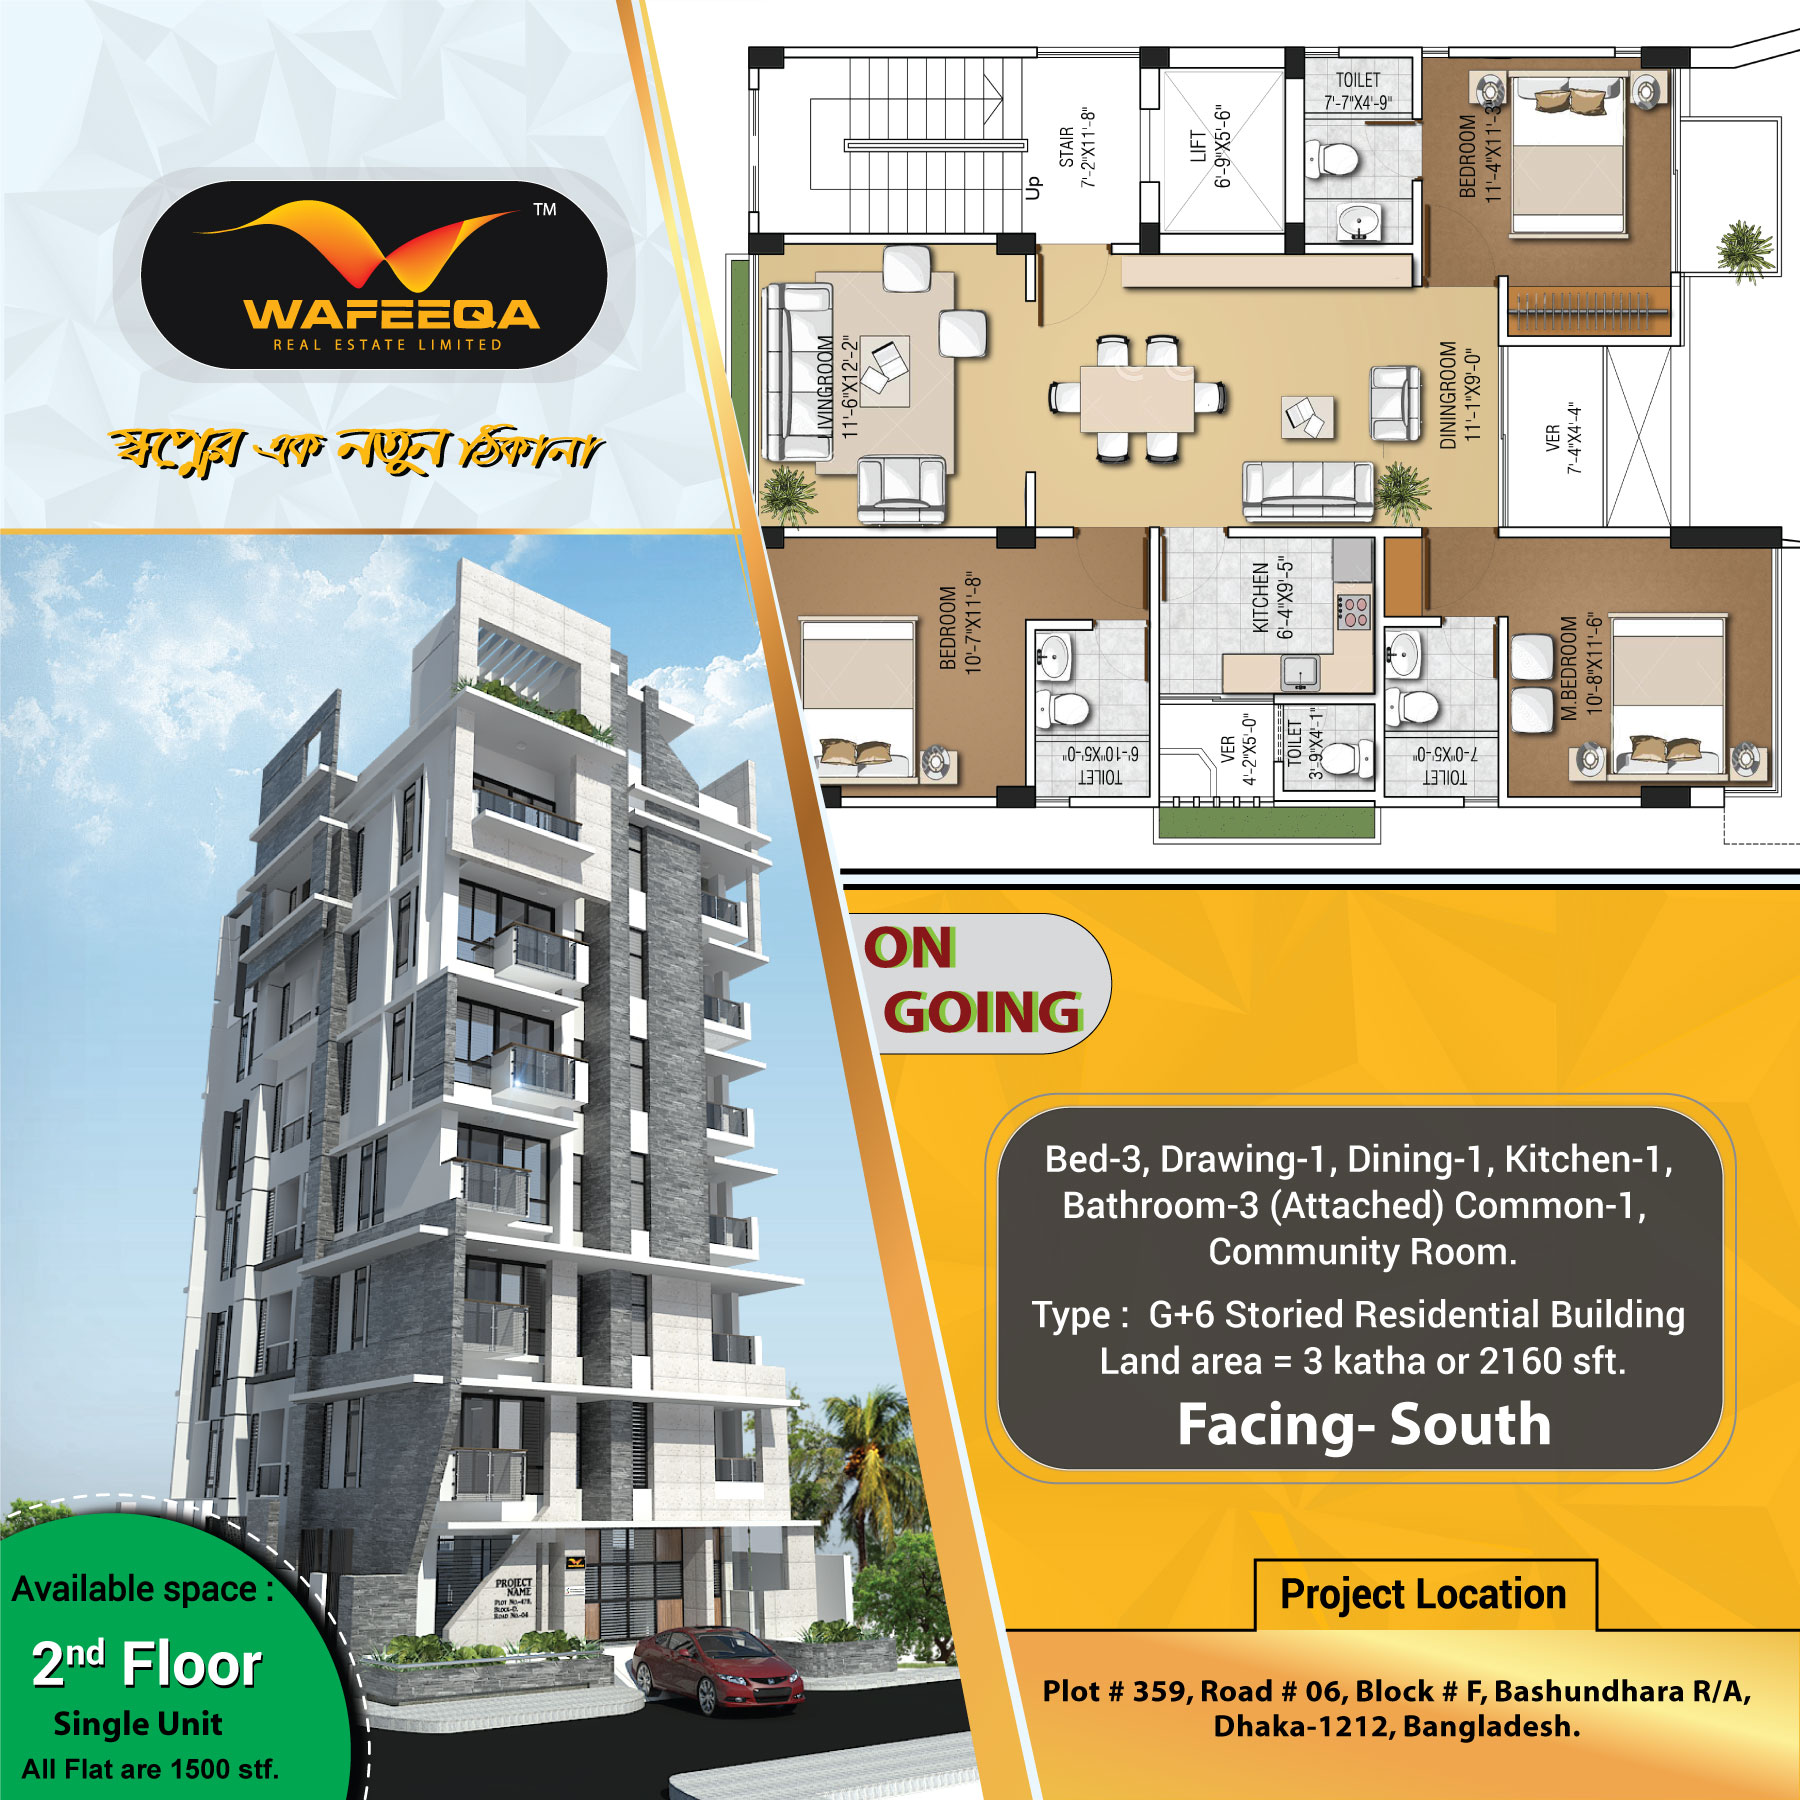 WAFEEQA
TM
REAL ESTATE LIMITED
স্বপ্নের এক নতুন ঠিকানা
TOILET
7'-7"X4'-9"
STAIR
7'-2"X11'-8"
Up
LIFT
6'-9"X5'-6"
BEDROOM
11'-4"X11'-3"
LIVINGROOM
11'-6"X12'-2"
DININGROOM
11'-1"X9'-0"
VER
7'-4"X4'-4"
BEDROOM
10'-7"X11'-8"
KITCHEN
6'-4"X9'-5"
M.BEDROOM
10'-8"X11'-6"
TOILET
6'-10"X5'-0"
VER
4'-2"X5'-0"
TOILET
3'-9"X4'-1"
TOILET
7'-0"X5'-0"
ON
GOING
Bed-3, Drawing-1, Dining-1, Kitchen-1,
Bathroom-3 (Attached) Common-1,
Community Room.
Type : G+6 Storied Residential Building
Land area = 3 katha or 2160 sft.
Facing- South
Project Location
Plot # 359, Road # 06, Block # F, Bashundhara R/A,
Dhaka-1212, Bangladesh.
PROJECT
NAME
PLOT NO.-478,
BLOCK-D,
ROAD NO.-04
Available space :
2nd Floor
Single Unit
All Flat are 1500 stf.